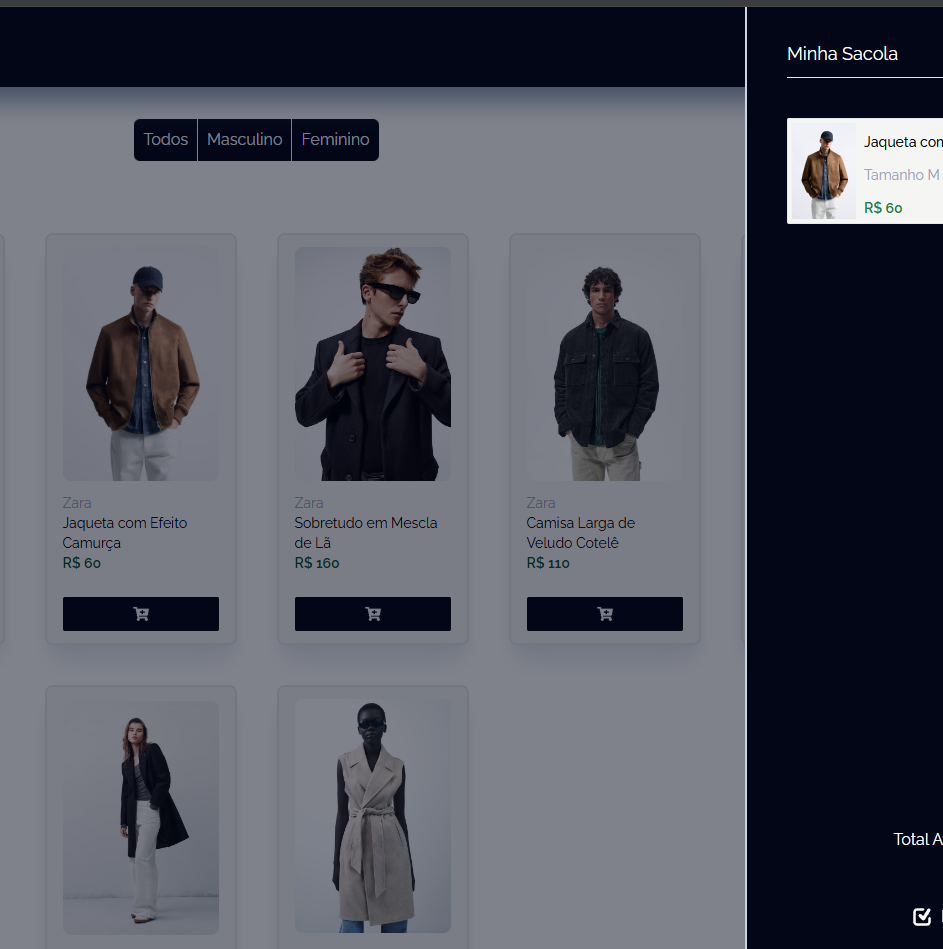 Minha Sacola
Todos Masculino Feminino
Jaqueta com
Tamanho M
R$ 60
Zara
Jaqueta com Efeito
Camurça
R$ 60
Zara
Sobretudo em Mescla
de Lã
R$ 160
Zara
Camisa Larga de
Veludo Cotelê
R$ 110
Total A